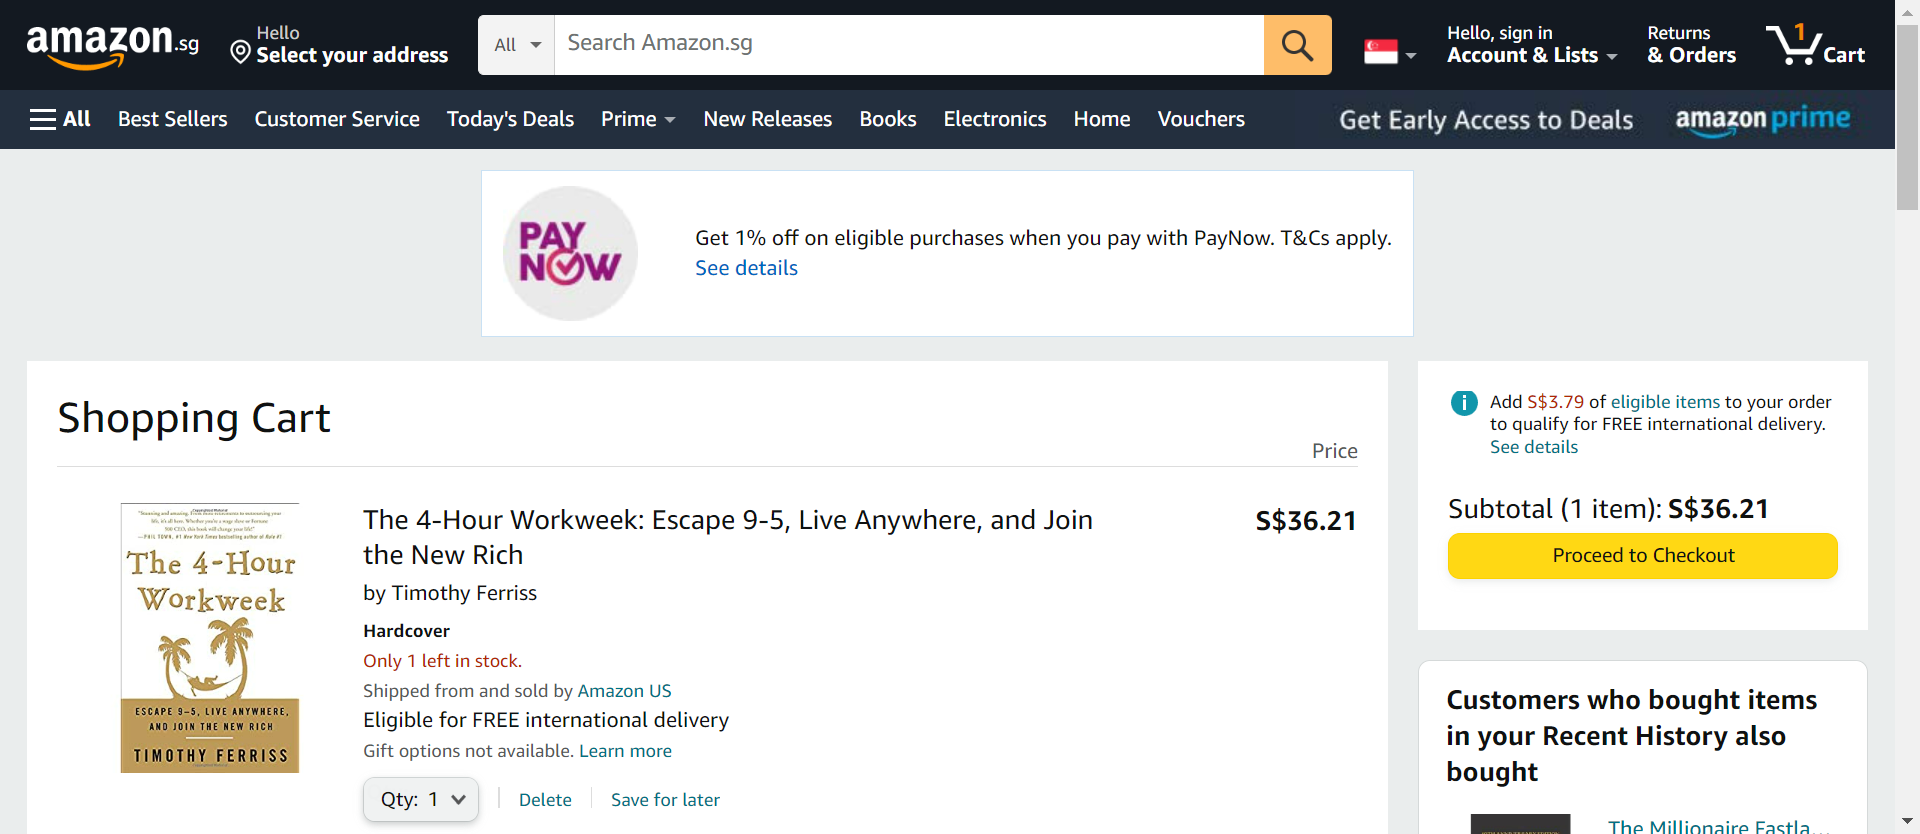 amazon.sg
Hello
Select your address
All
Search Amazon.sg
Hello, sign in
Account & Lists
Returns
& Orders
1
Cart
All
Best Sellers
Customer Service
Today's Deals
Prime
New Releases
Books
Electronics
Home
Vouchers
Get Early Access to Deals
amazon prime
PAY
NOW
Get 1% off on eligible purchases when you pay with PayNow. T&Cs apply.
See details
Shopping Cart
Price
The 4-Hour
Workweek
ESCAPE 9-5, LIVE ANYWHERE,
AND JOIN THE NEW RICH
TIMOTHY FERRISS
The 4-Hour Workweek: Escape 9-5, Live Anywhere, and Join
the New Rich
by Timothy Ferriss
Hardcover
Only 1 left in stock.
Shipped from and sold by Amazon US
Eligible for FREE international delivery
Gift options not available. Learn more
Qty: 1
Delete
Save for later
S$36.21
i
Add S$3.79 of eligible items to your order
to qualify for FREE international delivery.
See details
Subtotal (1 item): S$36.21
Proceed to Checkout
Customers who bought items
in your Recent History also
bought
The Millionaire Fastla...